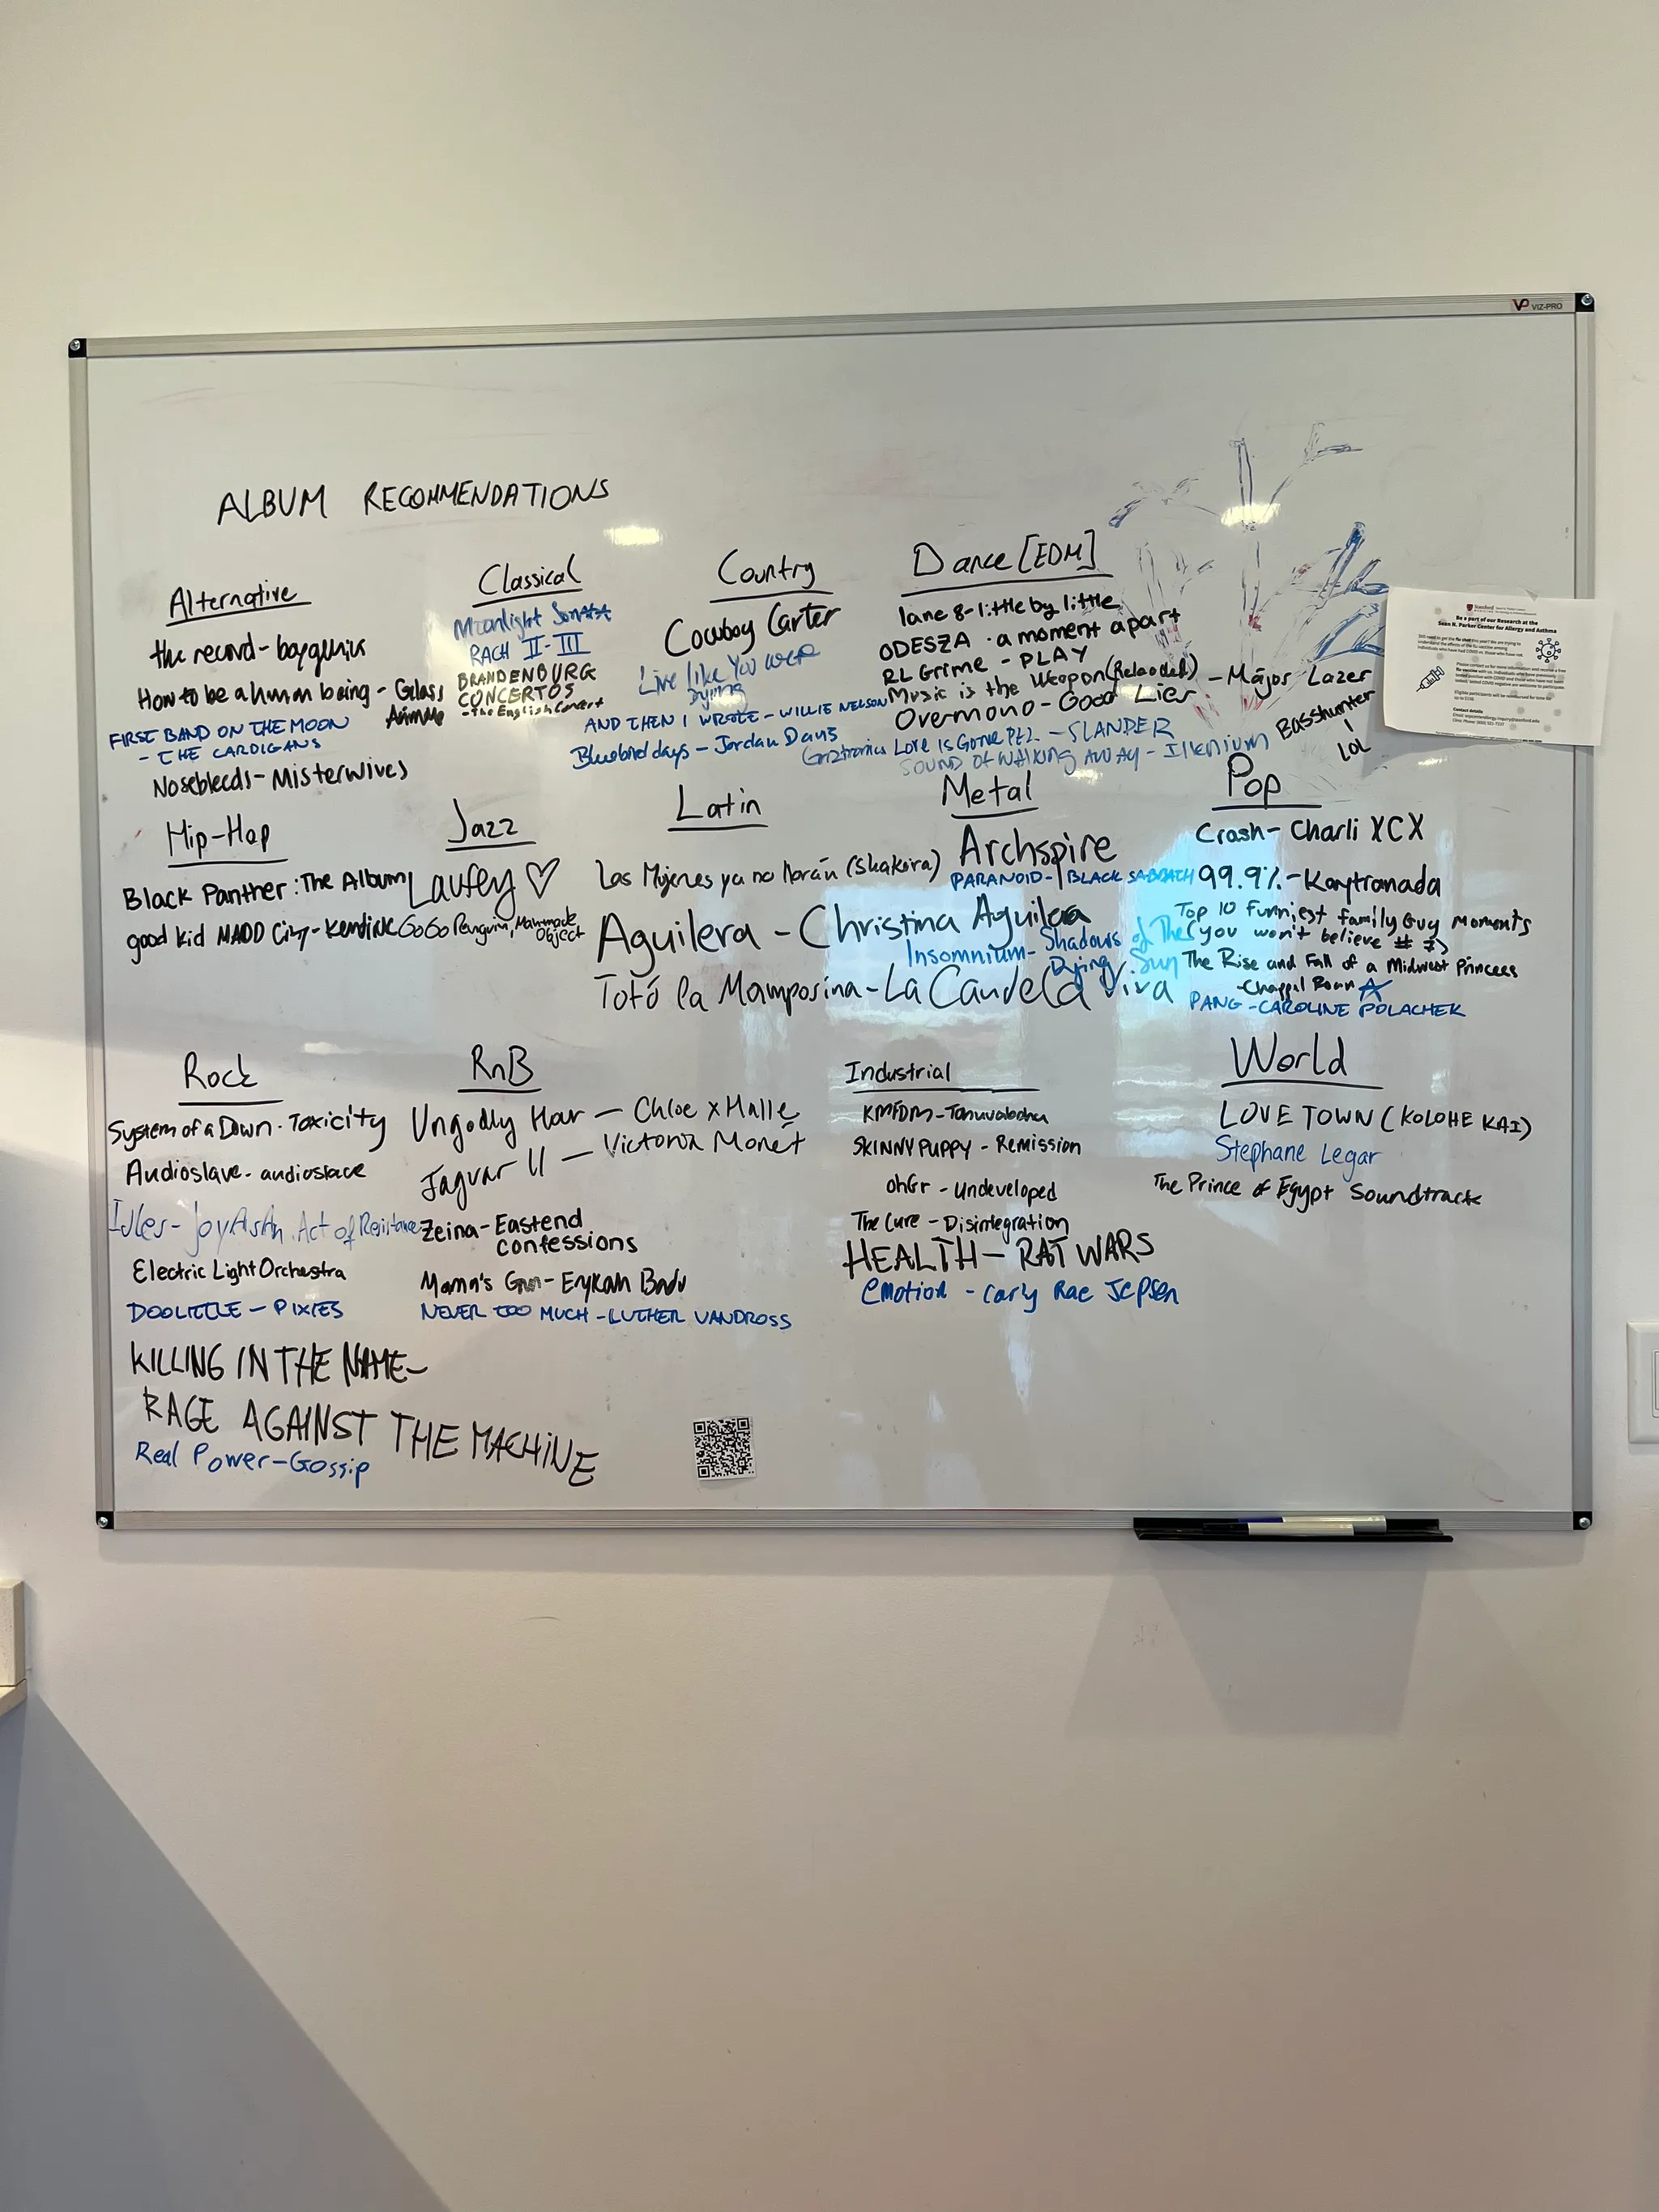 VP VIZ-PRO
ALBUM RECOMMENDATIONS
Alternative
the record - boygenius
How to be a human being - Glass
Animals
FIRST BAND ON THE MOON
- THE CARDIGANS
Nosebleeds - Misterwives
Classical
Moonlight Sonata
RACH II - III
BRANDENBURG
CONCERTOS
- the English Concert
Country
Cowboy Carter
Live like You were
Dying
AND THEN I WROTE - WILLIE NELSON
Bluebird days - Jordan Davis
Dance [EDM]
lane 8 - little by little
ODESZA - a moment apart
RL Grime - PLAY
Music is the Weapon (Reloaded) - Major Lazer
Overmono - Good Lies
Griztronics Love is Gone Pt2. - SLANDER
SOUND OF WALKING AWAY - Illenium
Basshunter
!
LOL
Stanford
MEDICINE
Be a part of our Research at the
Sean N. Parker Center for Allergy and Asthma
Contact details
Hip-Hop
Black Panther: The Album
good kid MADD City - Kendrick
Jazz
Laufey ♡
GoGo Penguin, Manmade
Object
Latin
Las Mujeres ya no lloran (Shakira)
Aguilera - Christina Aguilera
Totó la Momposina - La Candela Viva
Metal
Archspire
PARANOID - BLACK SABBATH
Insomnium - Shadows of The
Dying Sun
Pop
Crash - Charli XCX
99.9% - Kaytranada
Top 10 Funniest family Guy Moments
(you won't believe # 7)
The Rise and Fall of a Midwest Princess
- Chappel Roan
PANG - CAROLINE POLACHEK
Rock
System of a Down - Toxicity
Audioslave - audioslave
Idles - Joy As An Act of Resistance
Electric Light Orchestra
DOOLITTLE - PIXIES
KILLING IN THE NAME -
RAGE AGAINST THE MACHINE
Real Power - Gossip
RnB
Ungodly Hour - Chloe x Halle
Jaguar II - Victoria Monét
Zeina - Eastend
confessions
Mama's Gun - Erykah Badu
NEVER TOO MUCH - LUTHER VANDROSS
Industrial
KMFDM -
SKINNY PUPPY - Remission
ohGr - Undeveloped
The Cure - Disintegration
HEALTH - RAT WARS
emotion - carly Rae Jepsen
World
LOVE TOWN (KOLOHE KAI)
Stephane Legar
The Prince of Egypt Soundtrack